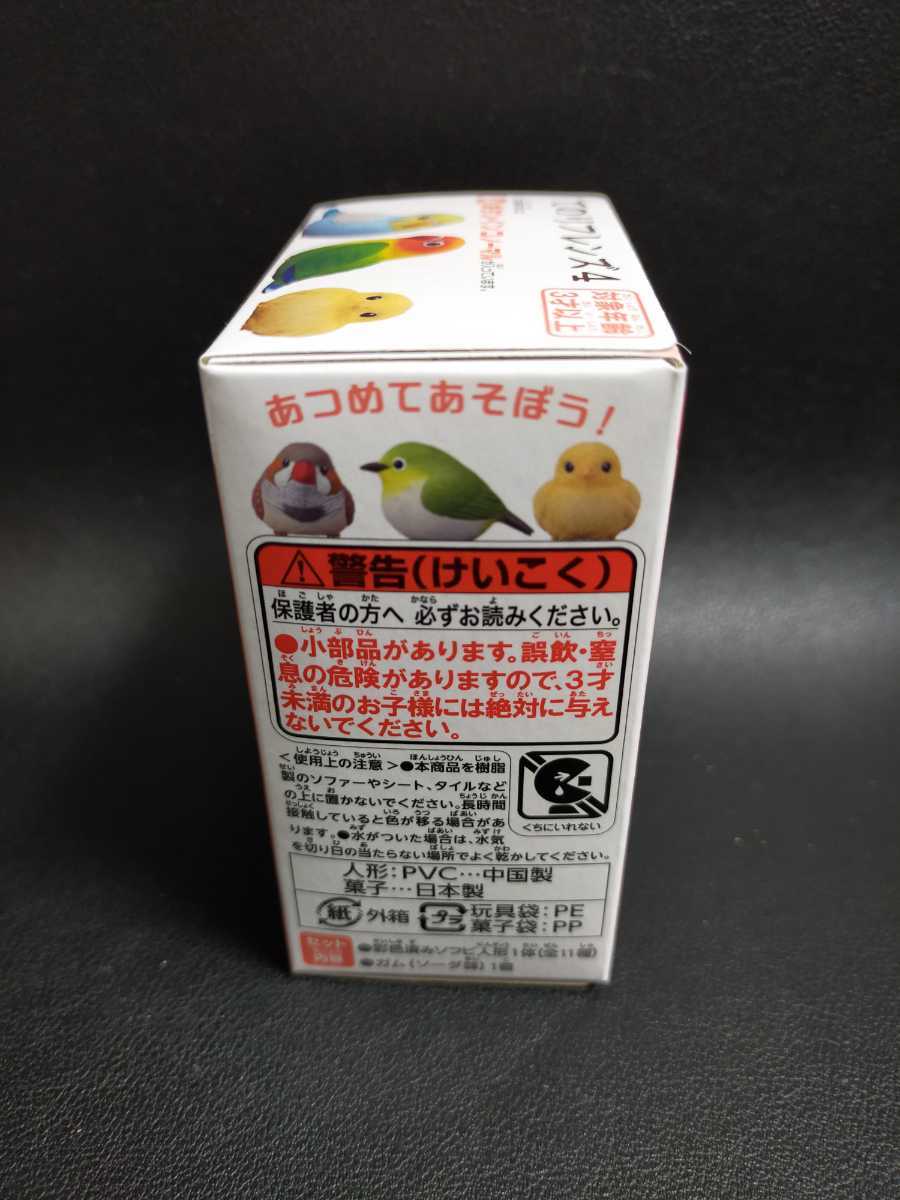 てのりフレンズ4
対象年齢
3才以上
あつめてあそぼう!
警告(けいこく)
保護者の方へ 必ずお読みください。
●小部品があります。誤飲・窒
息の危険がありますので、3才
未満のお子様には絶対に与え
ないでください。
<使用上の注意>●本商品を樹脂
製のソファーやシート、タイルなど
の上に置かないでください。長時間
接触していると色が移る場合があ
ります。●水がついた場合は、水気
を切り日の当たらない場所でよく乾かしてください。
くちにいれない
人形:PVC…中国製
菓子…日本製
紙 外箱
プラ 玩具袋:PE
菓子袋:PP
セット
内容
●彩色済みソフビ人形1体(全11種)
●ガム(ソーダ味)1個